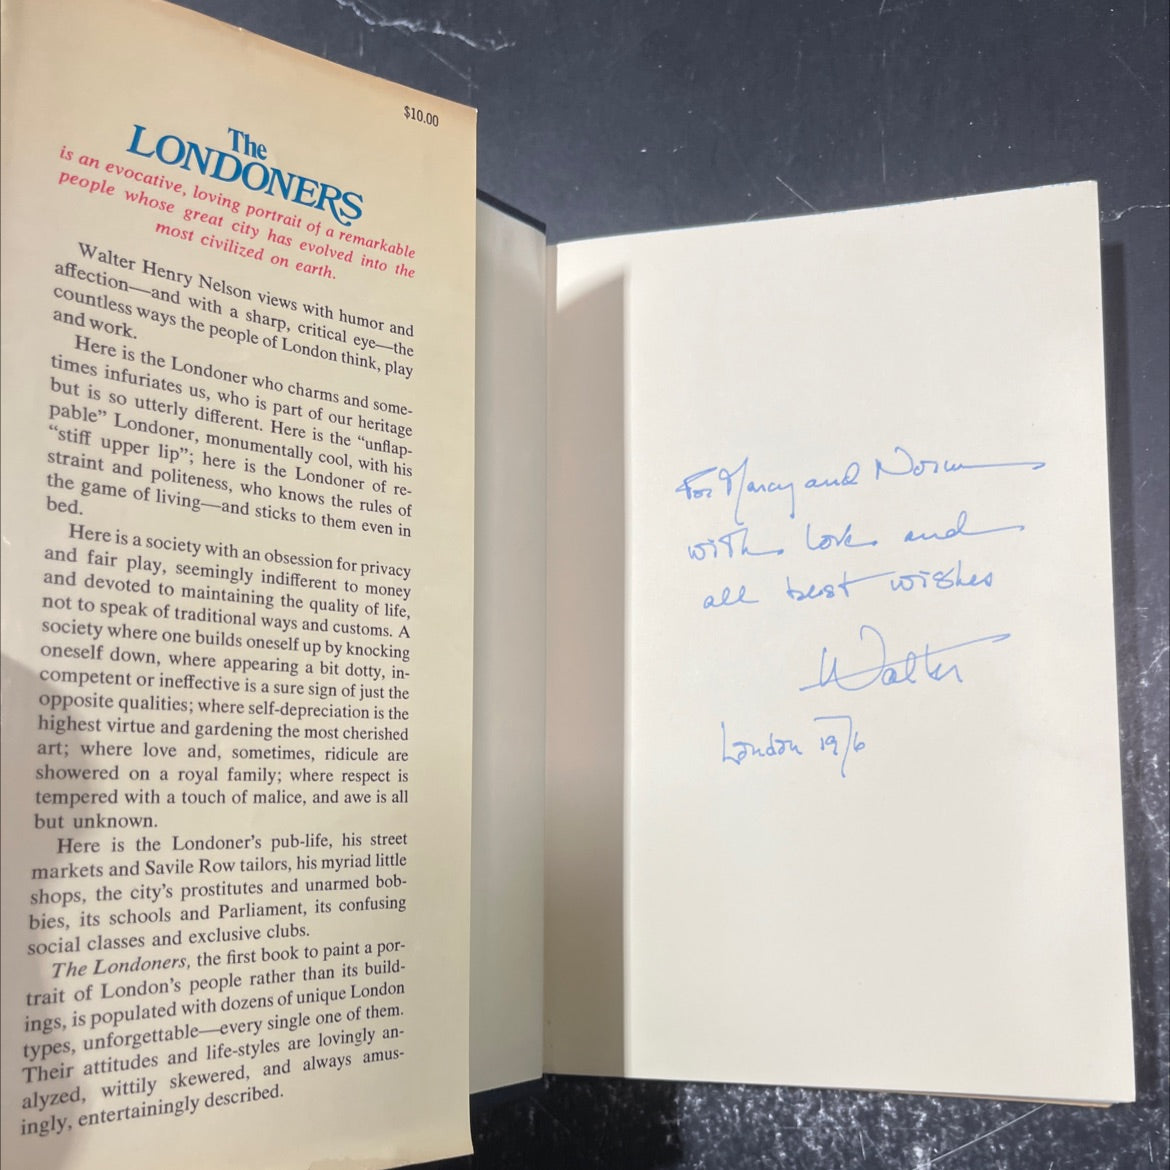 $10.00
The
LONDONERS
is an evocative, loving portrait of a remarkable
people whose great city has evolved into the
most civilized on earth.
Walter Henry Nelson views with humor and
affection—and with a sharp, critical eye—the
countless ways the people of London think, play
and work.
Here is the Londoner who charms and some-
times infuriates us, who is part of our heritage
but is so utterly different. Here is the “unflap-
pable” Londoner, monumentally cool, with his
“stiff upper lip”; here is the Londoner of re-
straint and politeness, who knows the rules of
the game of living—and sticks to them even in
bed.
Here is a society with an obsession for privacy
and fair play, seemingly indifferent to money
and devoted to maintaining the quality of life,
not to speak of traditional ways and customs. A
society where one builds oneself up by knocking
oneself down, where appearing a bit dotty, in-
competent or ineffective is a sure sign of just the
opposite qualities; where self-depreciation is the
highest virtue and gardening the most cherished
art; where love and, sometimes, ridicule are
showered on a royal family; where respect is
tempered with a touch of malice, and awe is all
but unknown.
Here is the Londoner’s pub-life, his street
markets and Savile Row tailors, his myriad little
shops, the city’s prostitutes and unarmed bob-
bies, its schools and Parliament, its confusing
social classes and exclusive clubs.
The Londoners, the first book to paint a por-
trait of London’s people rather than its build-
ings, is populated with dozens of unique London
types, unforgettable—every single one of them.
Their attitudes and life-styles are lovingly an-
alyzed, wittily skewered, and always amus-
ingly, entertainingly described.
For Nancy and Norm
with love and
all best wishes
Walter
London 1976